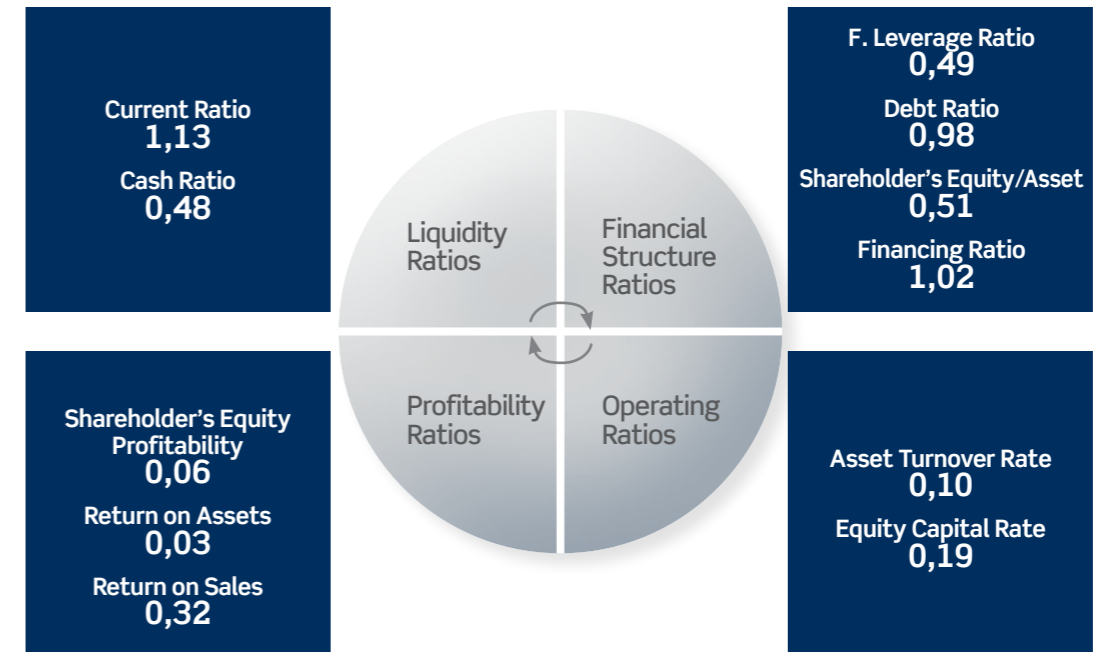 Current Ratio
1,13
Cash Ratio
0,48
F. Leverage Ratio
0,49
Debt Ratio
0,98
Shareholder’s Equity/Asset
0,51
Financing Ratio
1,02
Liquidity
Ratios
Financial
Structure
Ratios
Profitability
Ratios
Operating
Ratios
Shareholder’s Equity
Profitability
0,06
Return on Assets
0,03
Return on Sales
0,32
Asset Turnover Rate
0,10
Equity Capital Rate
0,19